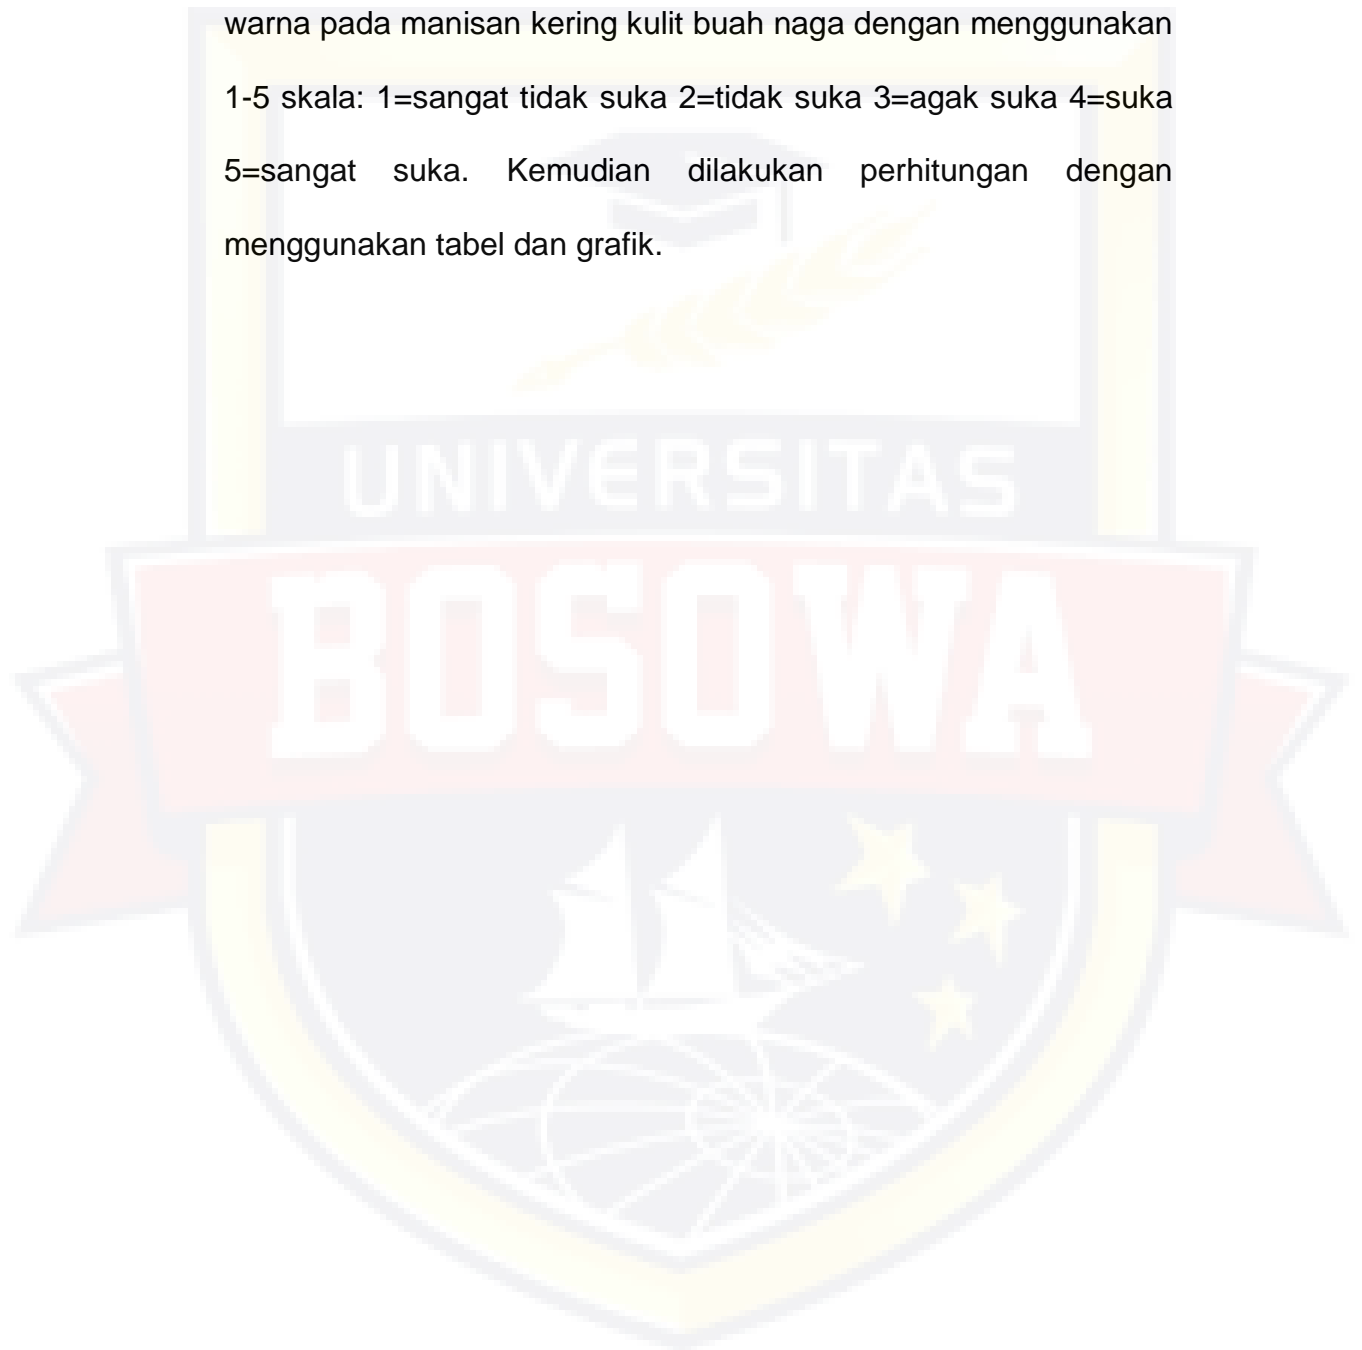 warna pada manisan kering kulit buah naga dengan menggunakan
1-5 skala: 1=sangat tidak suka 2=tidak suka 3=agak suka 4=suka
5=sangat suka. Kemudian dilakukan perhitungan dengan
menggunakan tabel dan grafik.
UNIVERSITAS
BOSOWA